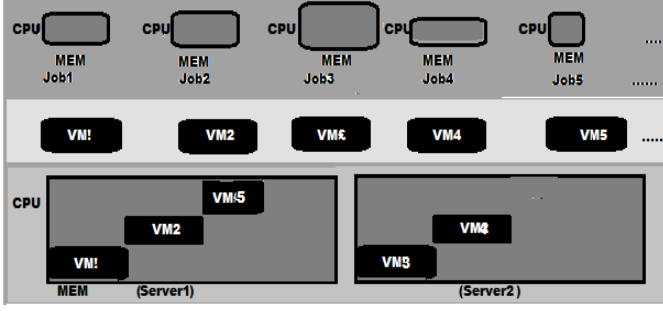 CPU CPU CPU CPU CPU
MEM MEM MEM MEM MEM .....
Job1 Job2 Job3 Job4 Job5 ......
VM! VM2 VM£ VM4 VM5 .....
CPU
VM5
VM2
VM!
VM3
MEM (Server1) (Server2)